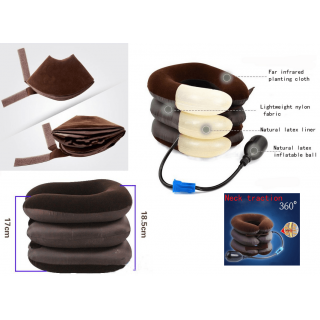 Far infrared
planting cloth
Lightweight nylon
fabric
Natural latex liner
Natural latex
inflatable ball
17cm
18.5cm
Neck traction
360°